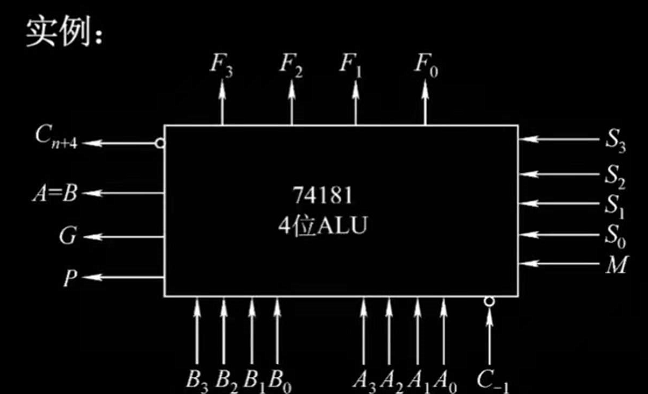 实例：
F₃ F₂ F₁ F₀
Cₙ₊₄
A=B
G
P
74181
4位ALU
S₃
S₂
S₁
S₀
M
B₃ B₂ B₁ B₀ A₃ A₂ A₁ A₀ C₋₁